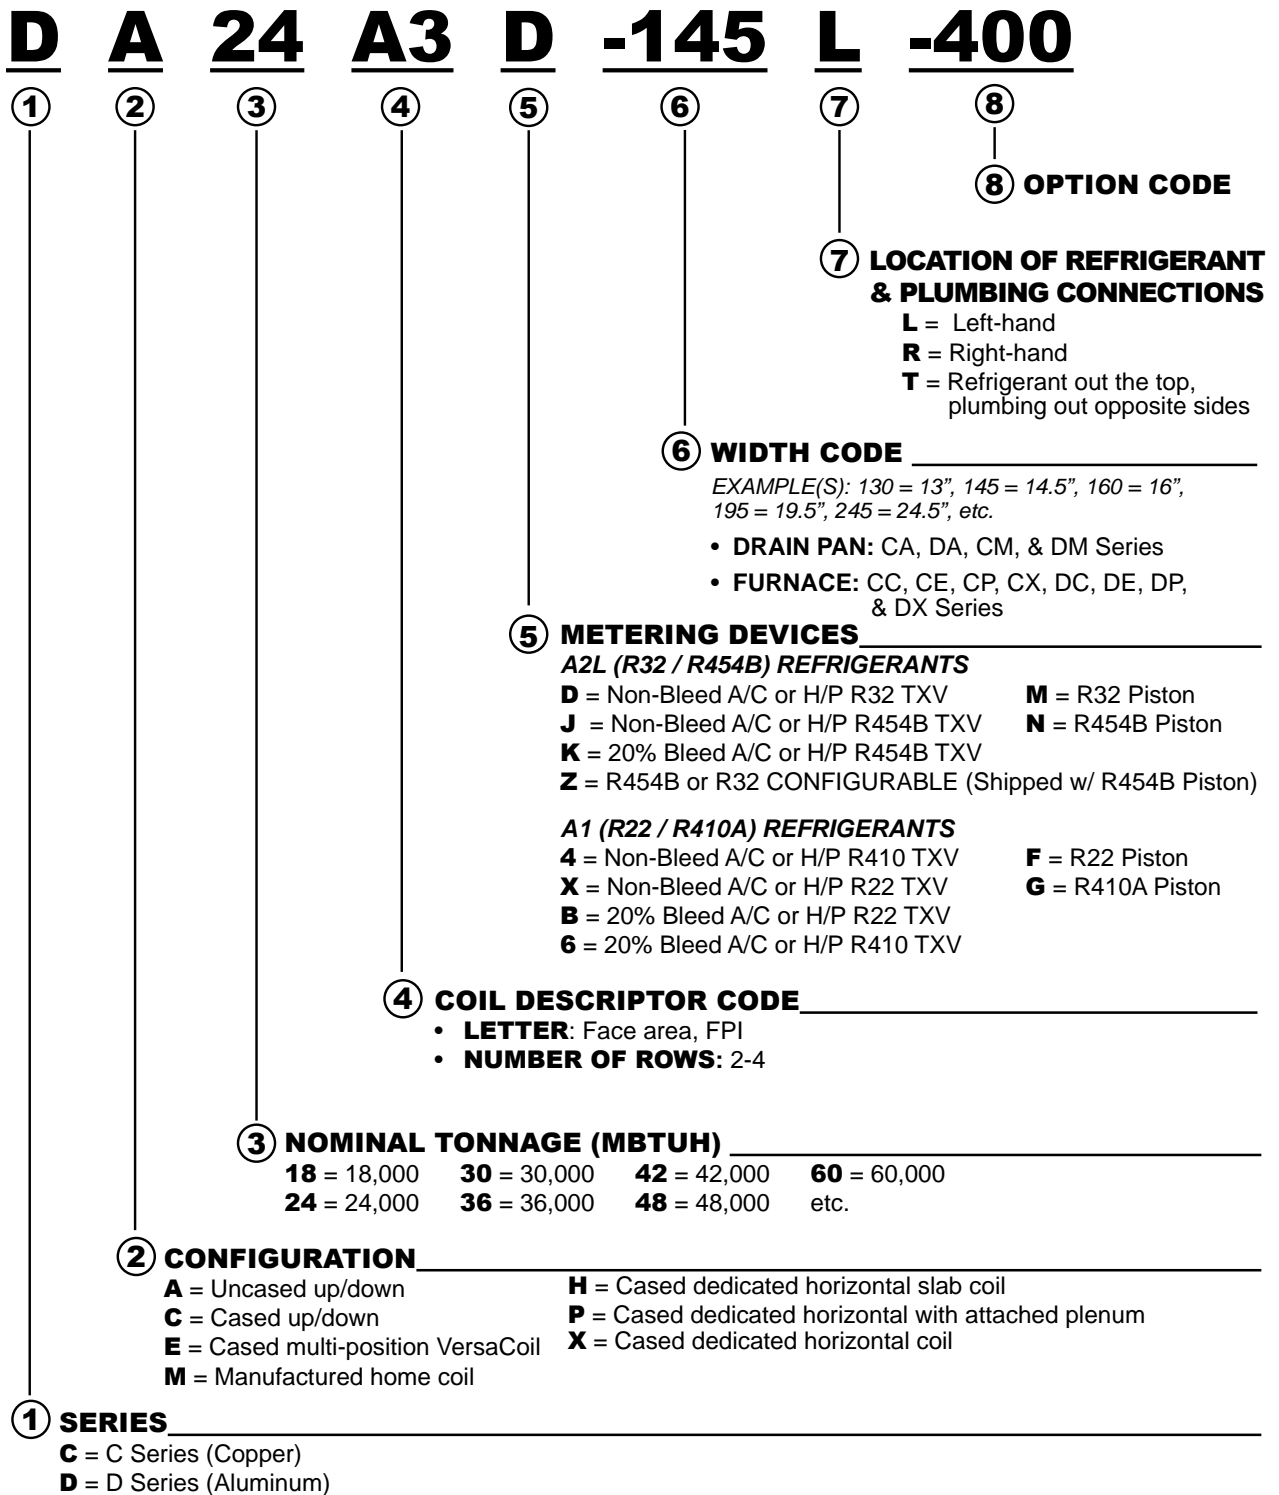 D A 24 A3 D -145 L -400
1 2 3 4 5 6 7 8
8 OPTION CODE
7 LOCATION OF REFRIGERANT
& PLUMBING CONNECTIONS
L = Left-hand
R = Right-hand
T = Refrigerant out the top,
plumbing out opposite sides
6 WIDTH CODE
EXAMPLE(S): 130 = 13”, 145 = 14.5”, 160 = 16”,
195 = 19.5”, 245 = 24.5”, etc.
• DRAIN PAN: CA, DA, CM, & DM Series
• FURNACE: CC, CE, CP, CX, DC, DE, DP,
& DX Series
5 METERING DEVICES
A2L (R32 / R454B) REFRIGERANTS
D = Non-Bleed A/C or H/P R32 TXV M = R32 Piston
J = Non-Bleed A/C or H/P R454B TXV N = R454B Piston
K = 20% Bleed A/C or H/P R454B TXV
Z = R454B or R32 CONFIGURABLE (Shipped w/ R454B Piston)
A1 (R22 / R410A) REFRIGERANTS
4 = Non-Bleed A/C or H/P R410 TXV F = R22 Piston
X = Non-Bleed A/C or H/P R22 TXV G = R410A Piston
B = 20% Bleed A/C or H/P R22 TXV
6 = 20% Bleed A/C or H/P R410 TXV
4 COIL DESCRIPTOR CODE
• LETTER: Face area, FPI
• NUMBER OF ROWS: 2-4
3 NOMINAL TONNAGE (MBTUH)
18 = 18,000 30 = 30,000 42 = 42,000 60 = 60,000
24 = 24,000 36 = 36,000 48 = 48,000 etc.
2 CONFIGURATION
A = Uncased up/down H = Cased dedicated horizontal slab coil
C = Cased up/down P = Cased dedicated horizontal with attached plenum
E = Cased multi-position VersaCoil X = Cased dedicated horizontal coil
M = Manufactured home coil
1 SERIES
C = C Series (Copper)
D = D Series (Aluminum)